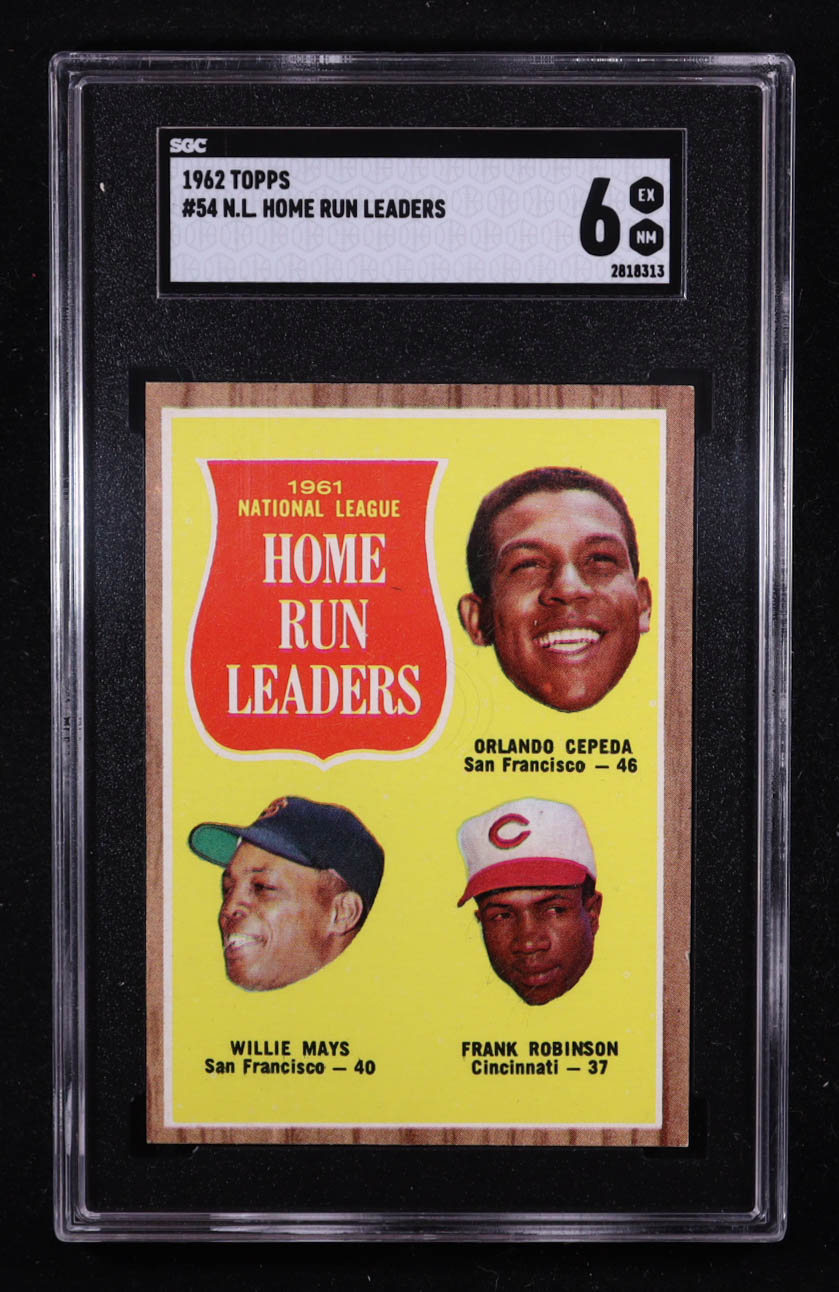 SGC
1962 TOPPS
#54 N.L. HOME RUN LEADERS
6
EX
NM
2818313
1961
NATIONAL LEAGUE
HOME
RUN
LEADERS
ORLANDO CEPEDA
San Francisco — 46
WILLIE MAYS
San Francisco — 40
FRANK ROBINSON
Cincinnati — 37
C